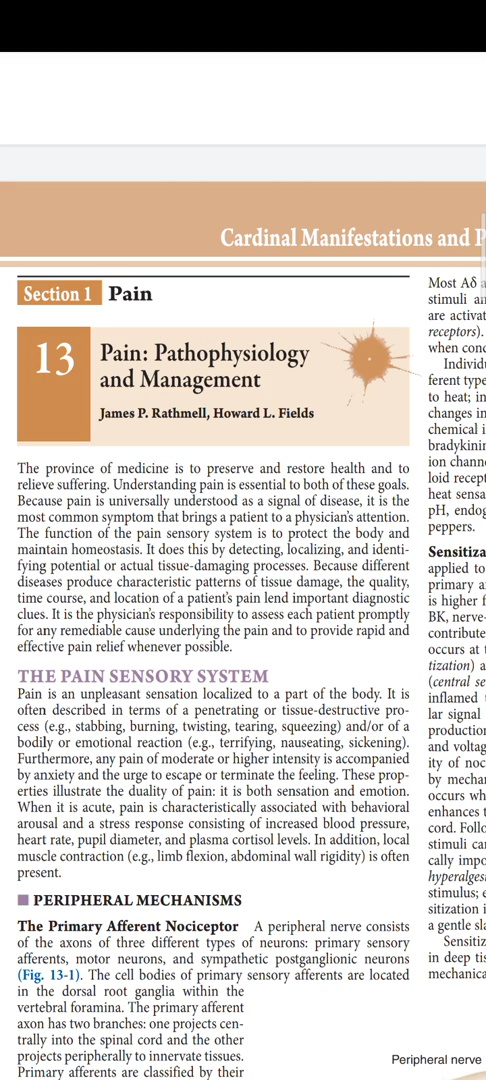 Cardinal Manifestations and P
Section 1 Pain
13
Pain: Pathophysiology
and Management
James P. Rathmell, Howard L. Fields
The province of medicine is to preserve and restore health and to
relieve suffering. Understanding pain is essential to both of these goals.
Because pain is universally understood as a signal of disease, it is the
most common symptom that brings a patient to a physician's attention.
The function of the pain sensory system is to protect the body and
maintain homeostasis. It does this by detecting, localizing, and identi-
fying potential or actual tissue-damaging processes. Because different
diseases produce characteristic patterns of tissue damage, the quality,
time course, and location of a patient's pain lend important diagnostic
clues. It is the physician's responsibility to assess each patient promptly
for any remediable cause underlying the pain and to provide rapid and
effective pain relief whenever possible.
THE PAIN SENSORY SYSTEM
Pain is an unpleasant sensation localized to a part of the body. It is
often described in terms of a penetrating or tissue-destructive pro-
cess (e.g., stabbing, burning, twisting, tearing, squeezing) and/or of a
bodily or emotional reaction (e.g., terrifying, nauseating, sickening).
Furthermore, any pain of moderate or higher intensity is accompanied
by anxiety and the urge to escape or terminate the feeling. These prop-
erties illustrate the duality of pain: it is both sensation and emotion.
When it is acute, pain is characteristically associated with behavioral
arousal and a stress response consisting of increased blood pressure,
heart rate, pupil diameter, and plasma cortisol levels. In addition, local
muscle contraction (e.g., limb flexion, abdominal wall rigidity) is often
present.
PERIPHERAL MECHANISMS
The Primary Afferent Nociceptor A peripheral nerve consists
of the axons of three different types of neurons: primary sensory
afferents, motor neurons, and sympathetic postganglionic neurons
(Fig. 13-1). The cell bodies of primary sensory afferents are located
in the dorsal root ganglia within the
vertebral foramina. The primary afferent
axon has two branches: one projects cen-
trally into the spinal cord and the other
projects peripherally to innervate tissues.
Primary afferents are classified by their
Most Aδ a
stimuli an
are activat
receptors).
when conc
Individu
ferent type
to heat; in
changes in
chemical i
bradykinin
ion channe
loid recept
heat sensa
pH, endog
peppers.
Sensitiza
applied to
primary a
is higher f
BK, nerve-
contribute
occurs at t
tization) a
(central se
inflamed t
lar signal
production
and voltag
ity of noc
by mechan
occurs wh
enhances t
cord. Follo
stimuli can
cally impo
hyperalgesi
stimulus; e
sitization i
a gentle sla
Sensitiz
in deep tis
mechanica
Peripheral nerve